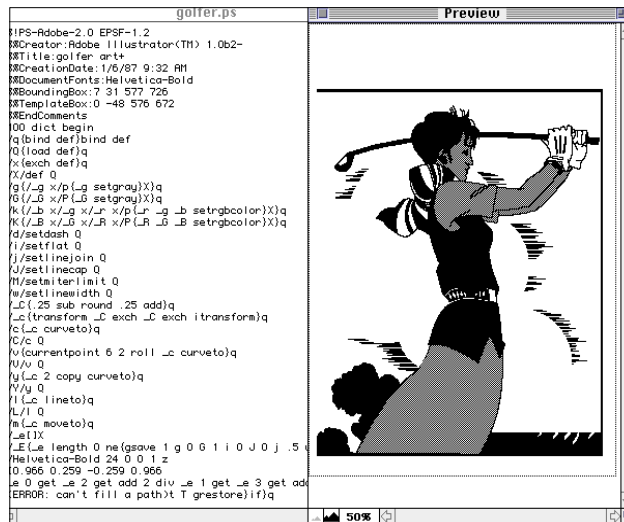 golfer.ps
%!PS-Adobe-2.0 EPSF-1.2
%%Creator:Adobe Illustrator(TM) 1.0b2-
%%Title:golfer art+
%%CreationDate:1/6/87 9:32 AM
%%DocumentFonts:Helvetica-Bold
%%BoundingBox:7 31 577 726
%%TemplateBox:0 -48 576 672
%%EndComments
100 dict begin
/q{bind def}bind def
/Q{load def}q
/x{exch def}q
/X/def Q
/g{/_g x/p{_g setgray}X}q
/G{/_G x/P{_G setgray}X}q
/k{/_b x/_g x/_r x/p{_r _g _b setrgbcolor}X}q
/K{/_B x/_G x/_R x/P{_R _G _B setrgbcolor}X}q
/d/setdash Q
/i/setflat Q
/j/setlinejoin Q
/J/setlinecap Q
/M/setmiterlimit Q
/w/setlinewidth Q
/_C{.25 sub round .25 add}q
/_c{transform _C exch _C exch itransform}q
/c{_c curveto}q
/C/c Q
/v{currentpoint 6 2 roll _c curveto}q
/V/v Q
/y{_c 2 copy curveto}q
/Y/y Q
/l{_c lineto}q
/L/l Q
/m{_c moveto}q
/_e[]X
/_E{_e length 0 ne{gsave 1 g 0 G 1 i 0 J 0 j .5
/Helvetica-Bold 24 0 0 1 z
[0.966 0.259 -0.259 0.966
_e 0 get _e 2 get add 2 div _e 1 get _e 3 get add
(ERROR: can't fill a path)t T grestore}if}q
Preview
50%